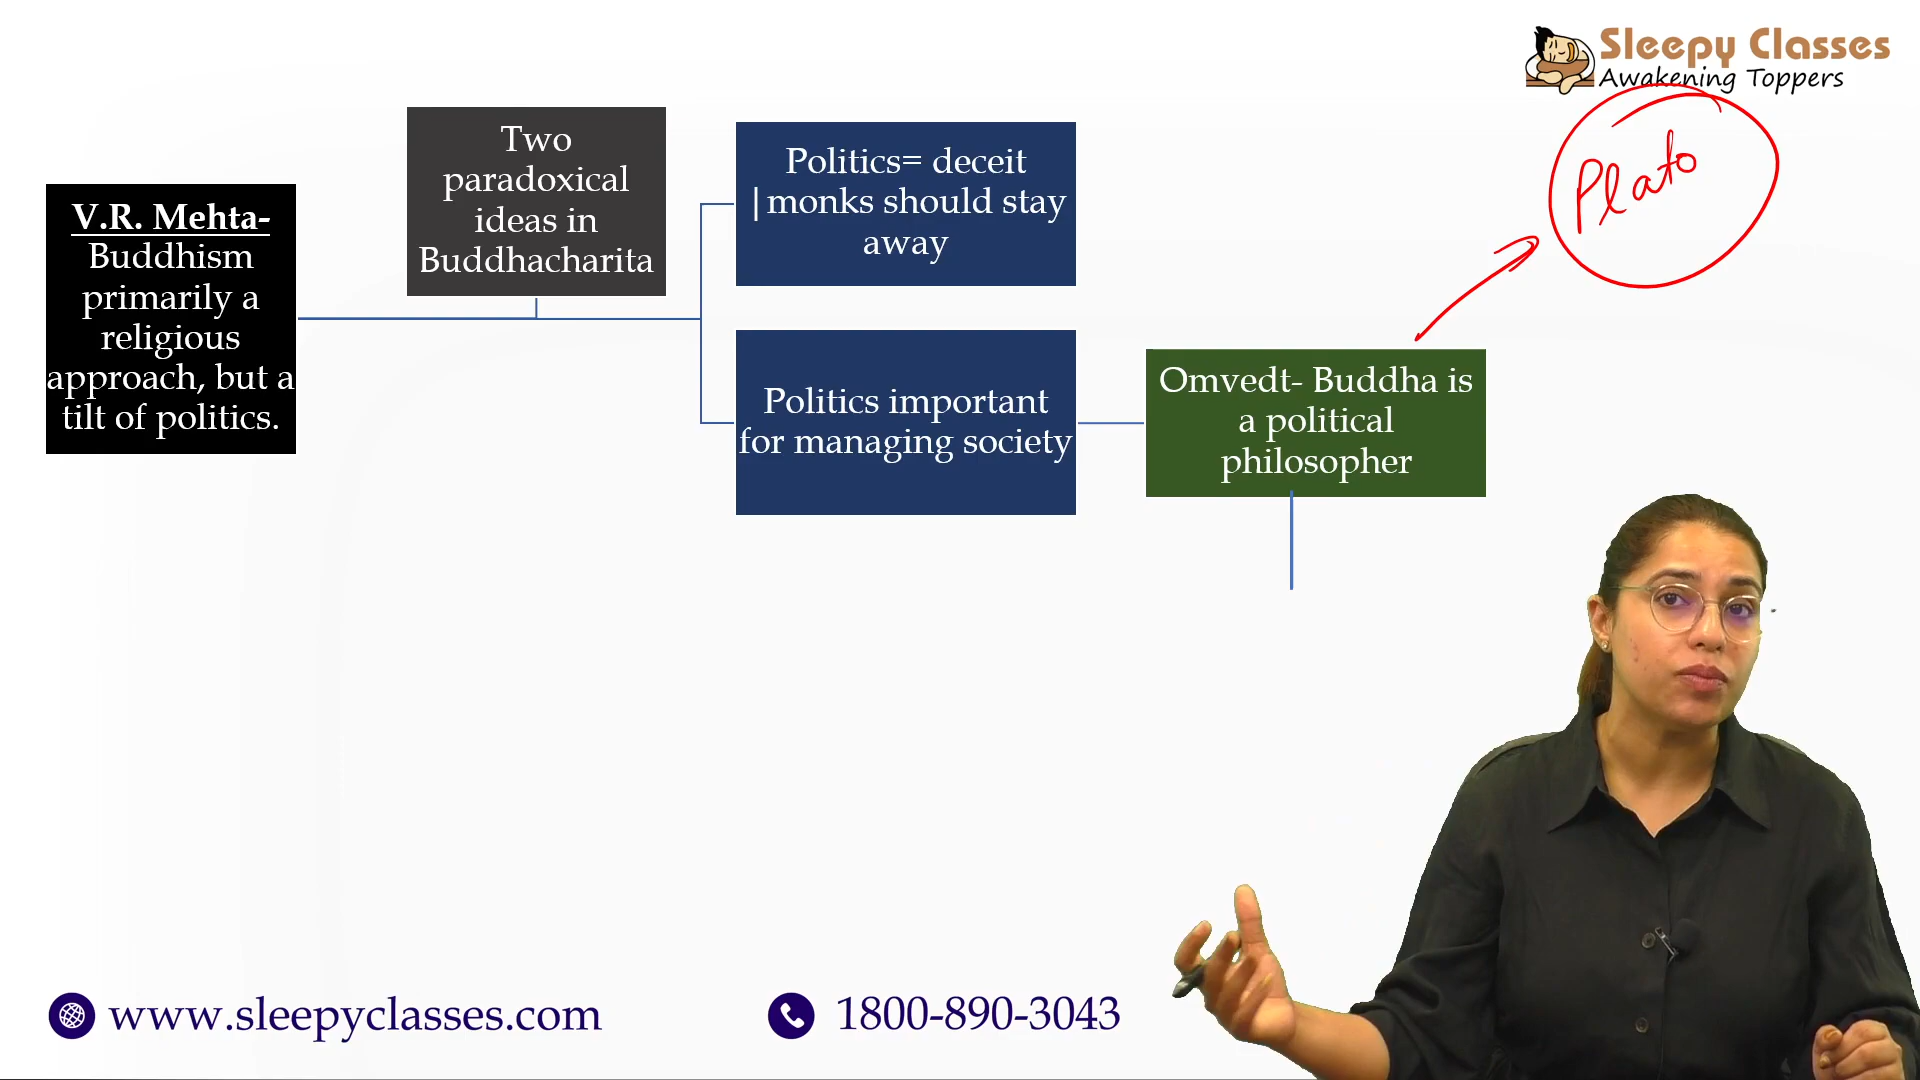 Sleepy Classes
Awakening Toppers
Plato
V.R. Mehta-
Buddhism
primarily a
religious
approach, but a
tilt of politics.
Two
paradoxical
ideas in
Buddhacharita
Politics= deceit
|monks should stay
away
Politics important
for managing society
Omvedt- Buddha is
a political
philosopher
www.sleepyclasses.com
1800-890-3043